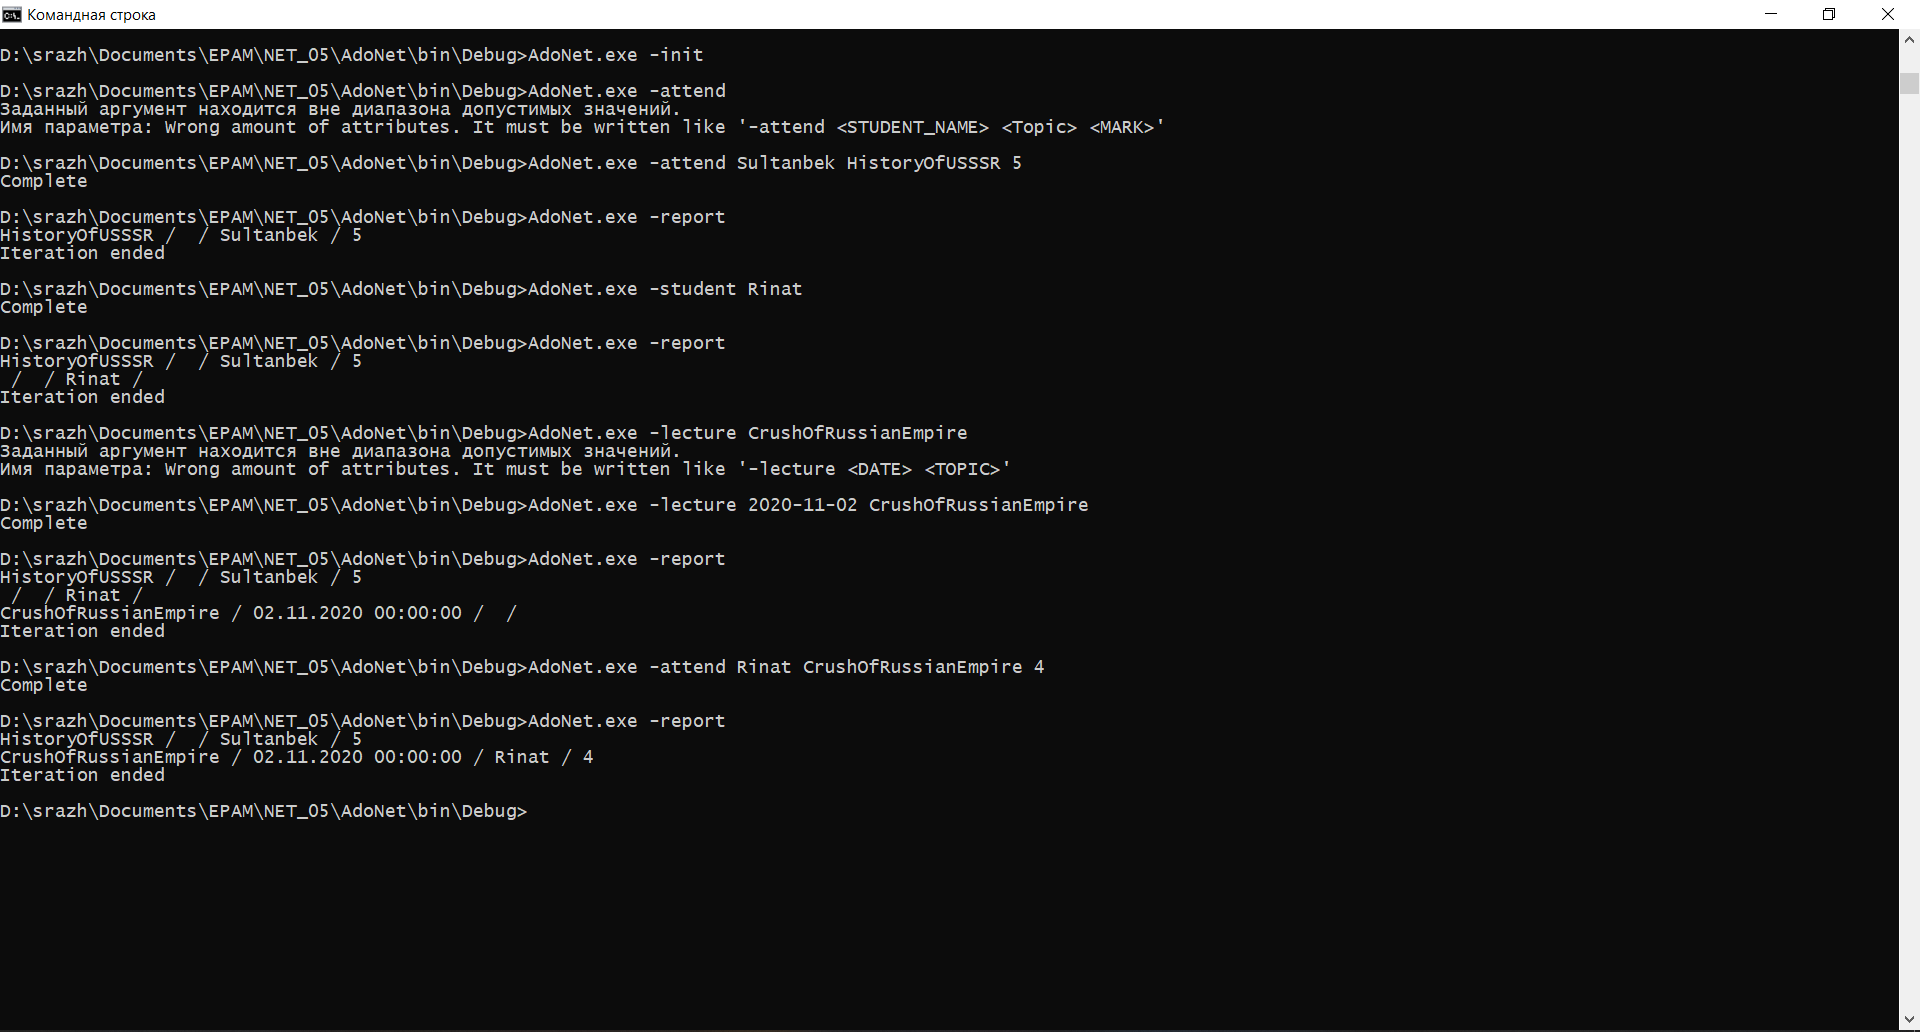 Командная строка
D:\srazh\Documents\EPAM\NET_05\AdoNet\bin\Debug>AdoNet.exe -init
D:\srazh\Documents\EPAM\NET_05\AdoNet\bin\Debug>AdoNet.exe -attend
Заданный аргумент находится вне диапазона допустимых значений.
Имя параметра: Wrong amount of attributes. It must be written like '-attend <STUDENT_NAME> <Topic> <MARK>'
D:\srazh\Documents\EPAM\NET_05\AdoNet\bin\Debug>AdoNet.exe -attend Sultanbek HistoryOfUSSSR 5
Complete
D:\srazh\Documents\EPAM\NET_05\AdoNet\bin\Debug>AdoNet.exe -report
HistoryOfUSSSR /  / Sultanbek / 5
Iteration ended
D:\srazh\Documents\EPAM\NET_05\AdoNet\bin\Debug>AdoNet.exe -student Rinat
Complete
D:\srazh\Documents\EPAM\NET_05\AdoNet\bin\Debug>AdoNet.exe -report
HistoryOfUSSSR /  / Sultanbek / 5
 /  / Rinat /
Iteration ended
D:\srazh\Documents\EPAM\NET_05\AdoNet\bin\Debug>AdoNet.exe -lecture CrushOfRussianEmpire
Заданный аргумент находится вне диапазона допустимых значений.
Имя параметра: Wrong amount of attributes. It must be written like '-lecture <DATE> <TOPIC>'
D:\srazh\Documents\EPAM\NET_05\AdoNet\bin\Debug>AdoNet.exe -lecture 2020-11-02 CrushOfRussianEmpire
Complete
D:\srazh\Documents\EPAM\NET_05\AdoNet\bin\Debug>AdoNet.exe -report
HistoryOfUSSSR /  / Sultanbek / 5
 /  / Rinat /
CrushOfRussianEmpire / 02.11.2020 00:00:00 /  /
Iteration ended
D:\srazh\Documents\EPAM\NET_05\AdoNet\bin\Debug>AdoNet.exe -attend Rinat CrushOfRussianEmpire 4
Complete
D:\srazh\Documents\EPAM\NET_05\AdoNet\bin\Debug>AdoNet.exe -report
HistoryOfUSSSR /  / Sultanbek / 5
CrushOfRussianEmpire / 02.11.2020 00:00:00 / Rinat / 4
Iteration ended
D:\srazh\Documents\EPAM\NET_05\AdoNet\bin\Debug>